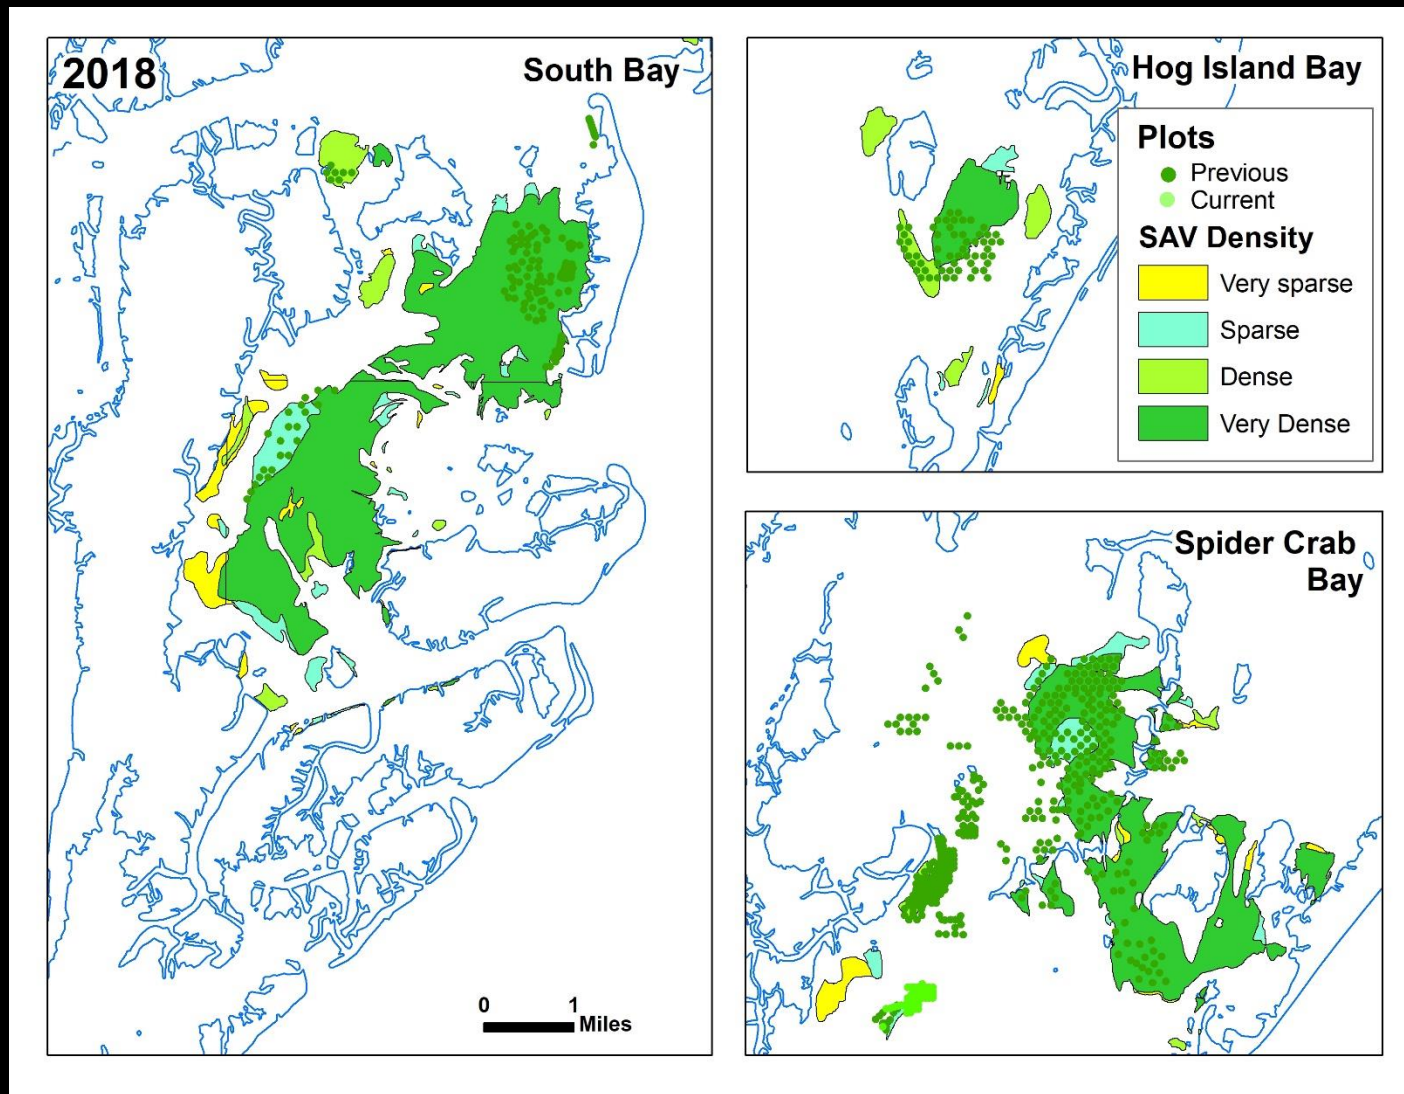 2018
South Bay
0 1
Miles
Hog Island Bay
Plots
Previous
Current
SAV Density
Very sparse
Sparse
Dense
Very Dense
Spider Crab
Bay